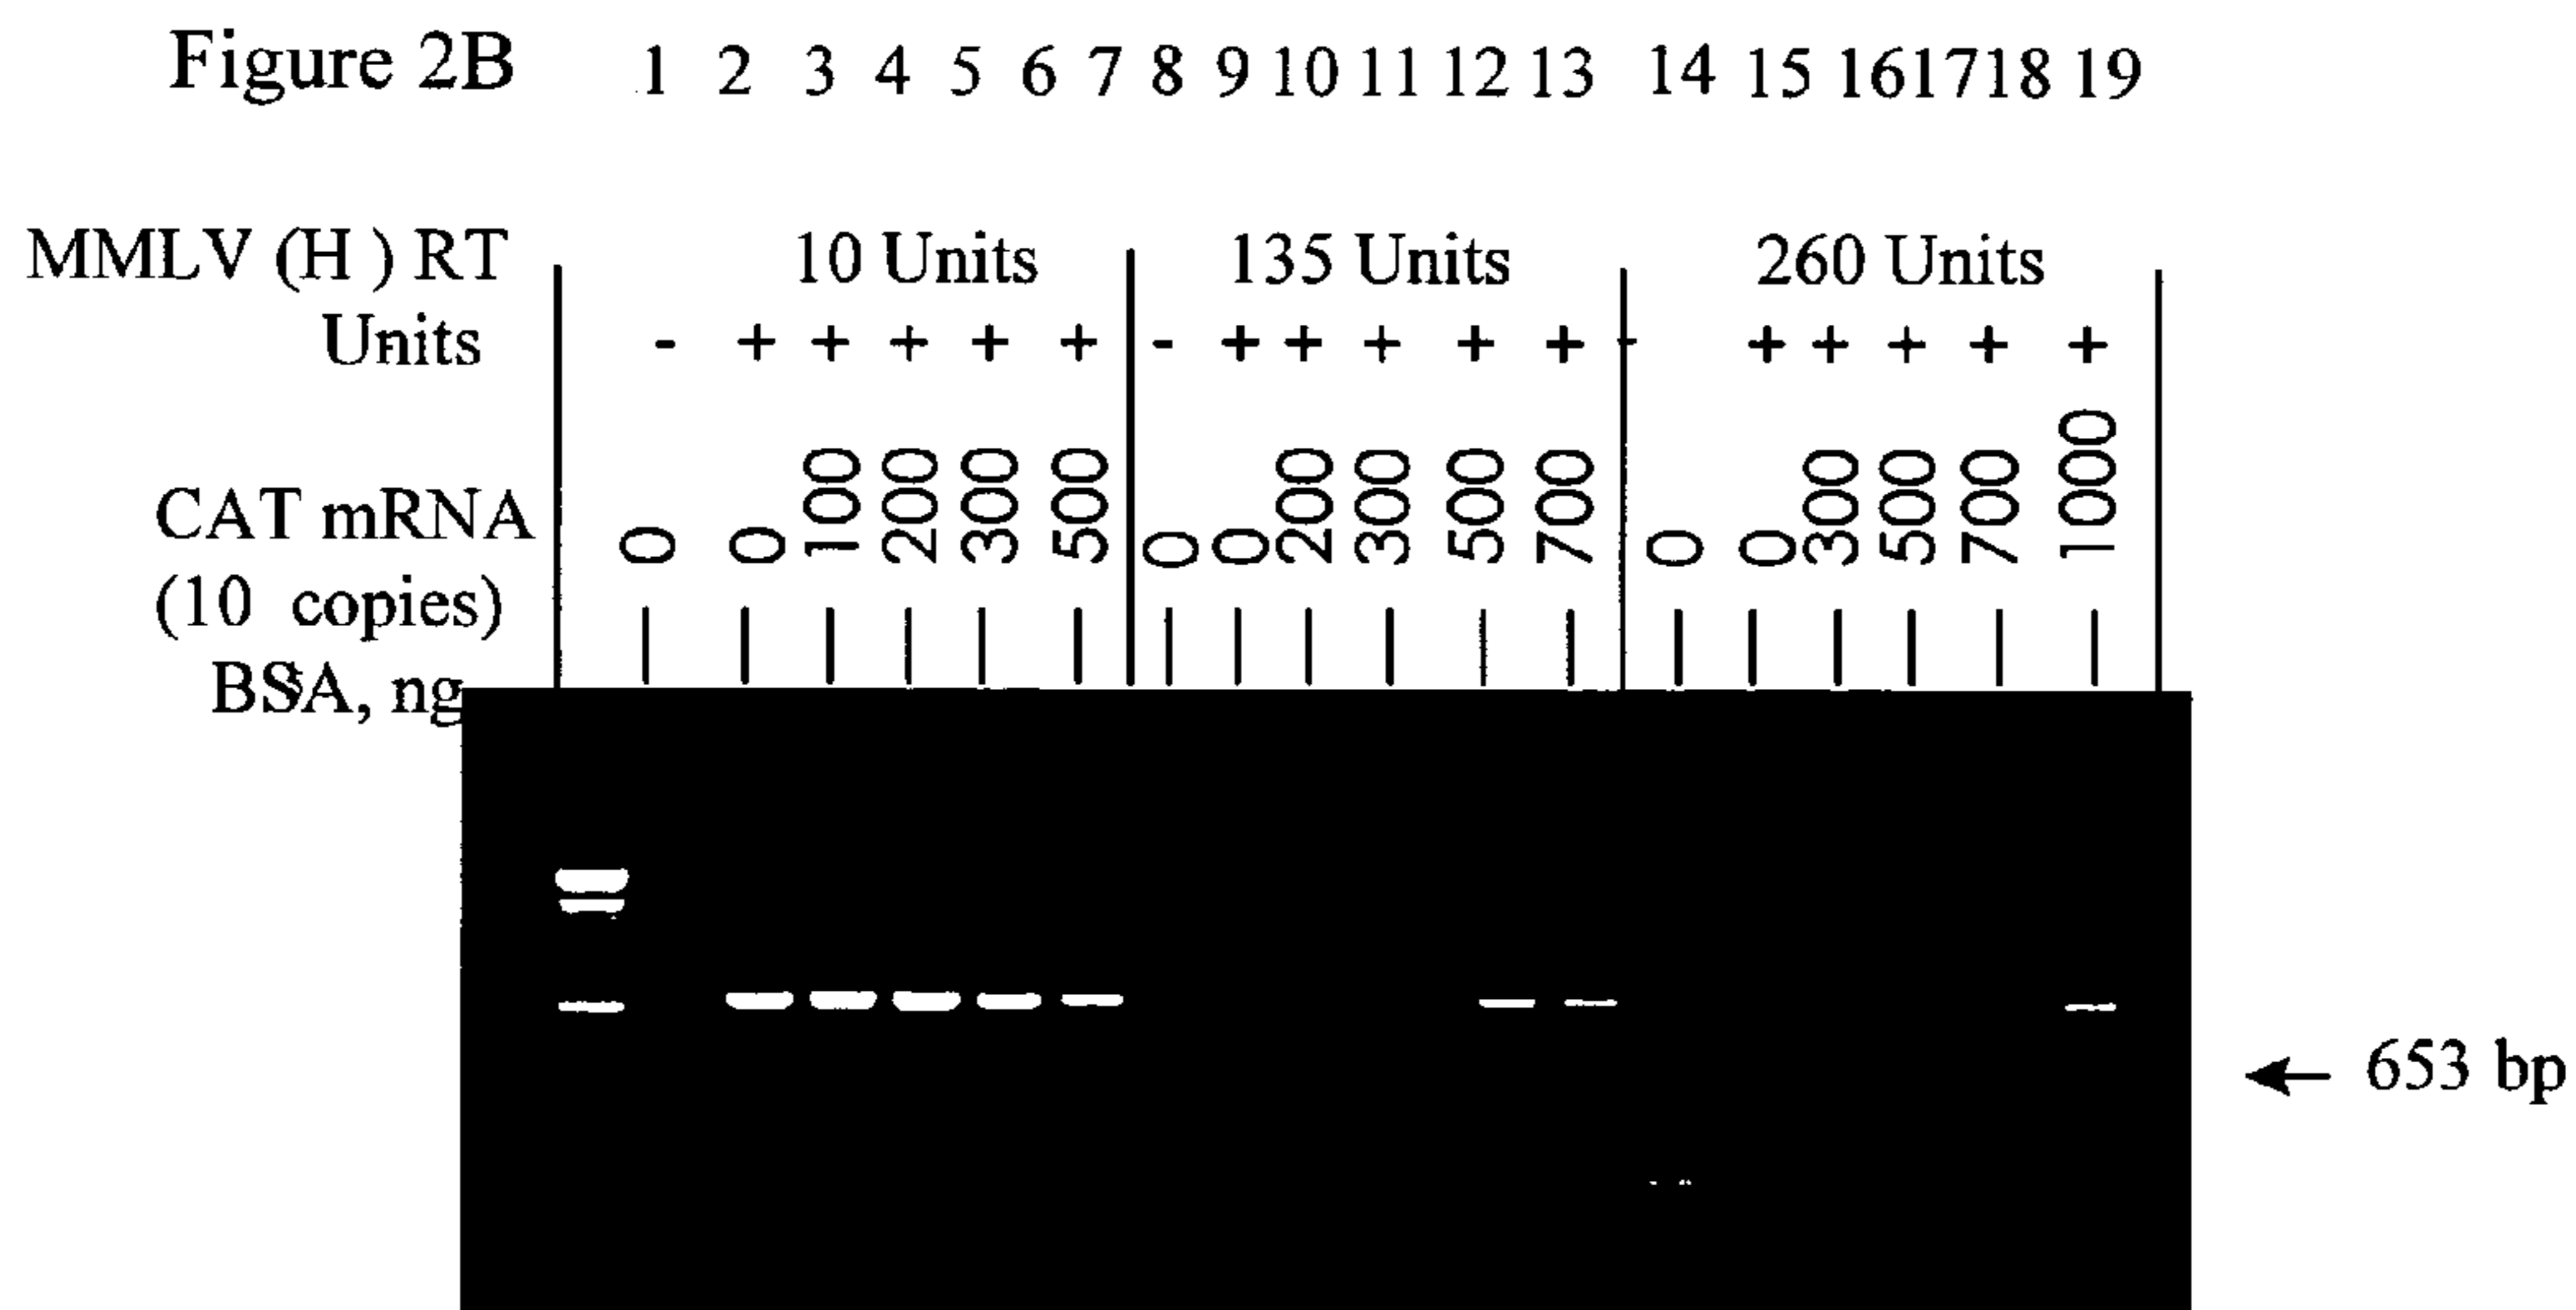 Figure 2B 1 2 3 4 5 6 7 8 9 10 11 12 13 14 15 16 17 18 19
MMLV (H ) RT 10 Units 135 Units 260 Units
Units - + + + + + - + + + + + - + + + + +
CAT mRNA 0 0 100 200 300 500 0 0 200 300 500 700 0 0 300 500 700 1000
(10 copies)
BSA, ng
653 bp